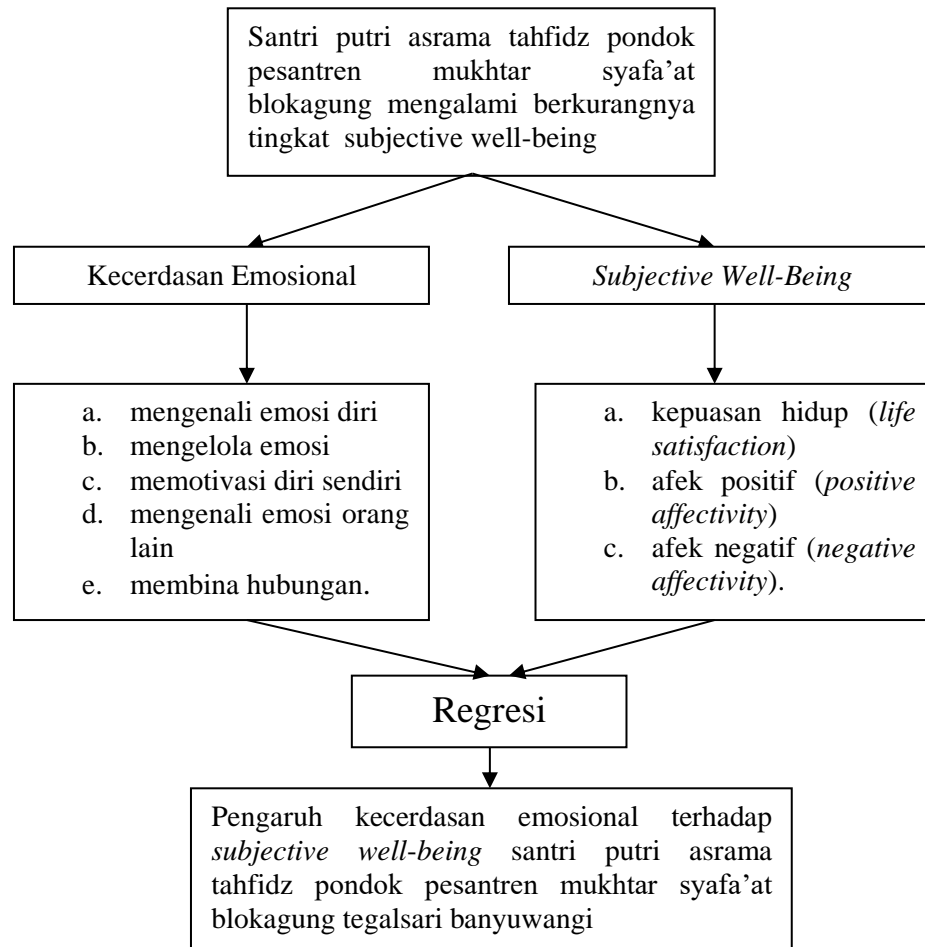 Santri putri asrama tahfidz pondok
pesantren mukhtar syafa’at
blokagung mengalami berkurangnya
tingkat subjective well-being
Kecerdasan Emosional
Subjective Well-Being
a. mengenali emosi diri
b. mengelola emosi
c. memotivasi diri sendiri
d. mengenali emosi orang
lain
e. membina hubungan.
a. kepuasan hidup (life
satisfaction)
b. afek positif (positive
affectivity)
c. afek negatif (negative
affectivity).
Regresi
Pengaruh kecerdasan emosional terhadap
subjective well-being santri putri asrama
tahfidz pondok pesantren mukhtar syafa’at
blokagung tegalsari banyuwangi